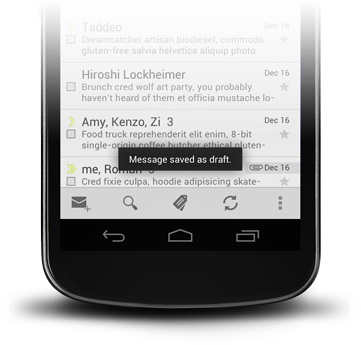 Taddeo Dec 16
Dreamcatcher artisan biodiesel, commodo
gluten-free salvia helvetica aliquip photo
Hiroshi Lockheimer Dec 16
Brunch cred wolf art party, you probably
haven't heard of them et officia mustache lo-
Amy, Kenzo, Zi 3 Dec 16
Food truck reprehenderit elit enim, 8-bit
single-origin coffee butcher ethical gluten-
Message saved as draft.
me, Roman 3 Dec 16
Cred fixie culpa, hoodie adipisicing skate-